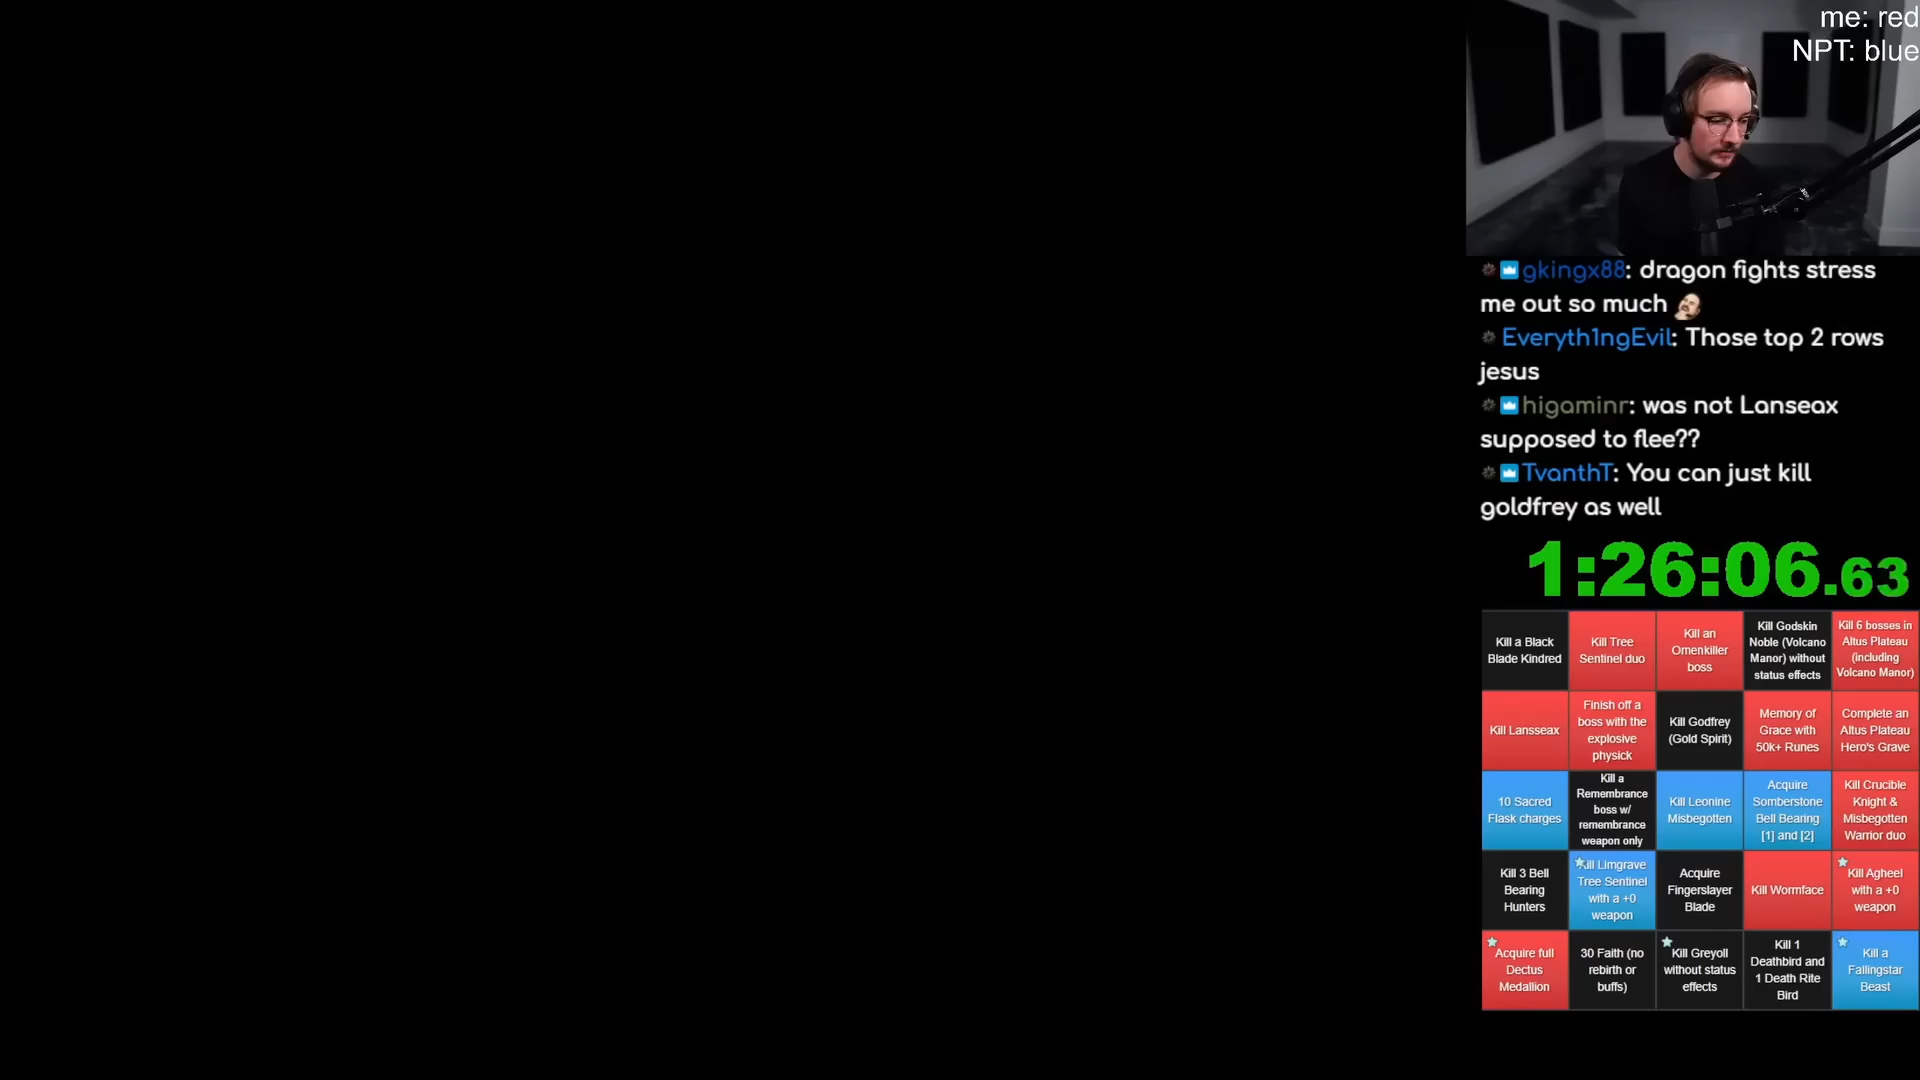 me: red
NPT: blue
gkingx88: dragon fights stress
me out so much
Everyth1ngEvil: Those top 2 rows
jesus
higaminr: was not Lanseax
supposed to flee??
TvanthT: You can just kill
goldfrey as well
1:26:06.63
Kill a Black
Blade Kindred
Kill Tree
Sentinel duo
Kill an
Omenkiller
boss
Kill Godskin
Noble (Volcano
Manor) without
status effects
Kill 6 bosses in
Altus Plateau
(including
Volcano Manor)
Kill Lansseax
Finish off a
boss with the
explosive
physick
Kill Godfrey
(Gold Spirit)
Memory of
Grace with
50k+ Runes
Complete an
Altus Plateau
Hero's Grave
10 Sacred
Flask charges
Kill a
Remembrance
boss w/
remembrance
weapon only
Kill Leonine
Misbegotten
Acquire
Somberstone
Bell Bearing
[1] and [2]
Kill Crucible
Knight &
Misbegotten
Warrior duo
Kill 3 Bell
Bearing
Hunters
Kill Limgrave
Tree Sentinel
with a +0
weapon
Acquire
Fingerslayer
Blade
Kill Wormface
Kill Agheel
with a +0
weapon
Acquire full
Dectus
Medallion
30 Faith (no
rebirth or
buffs)
Kill Greyoll
without status
effects
Kill 1
Deathbird and
1 Death Rite
Bird
Kill a
Fallingstar
Beast